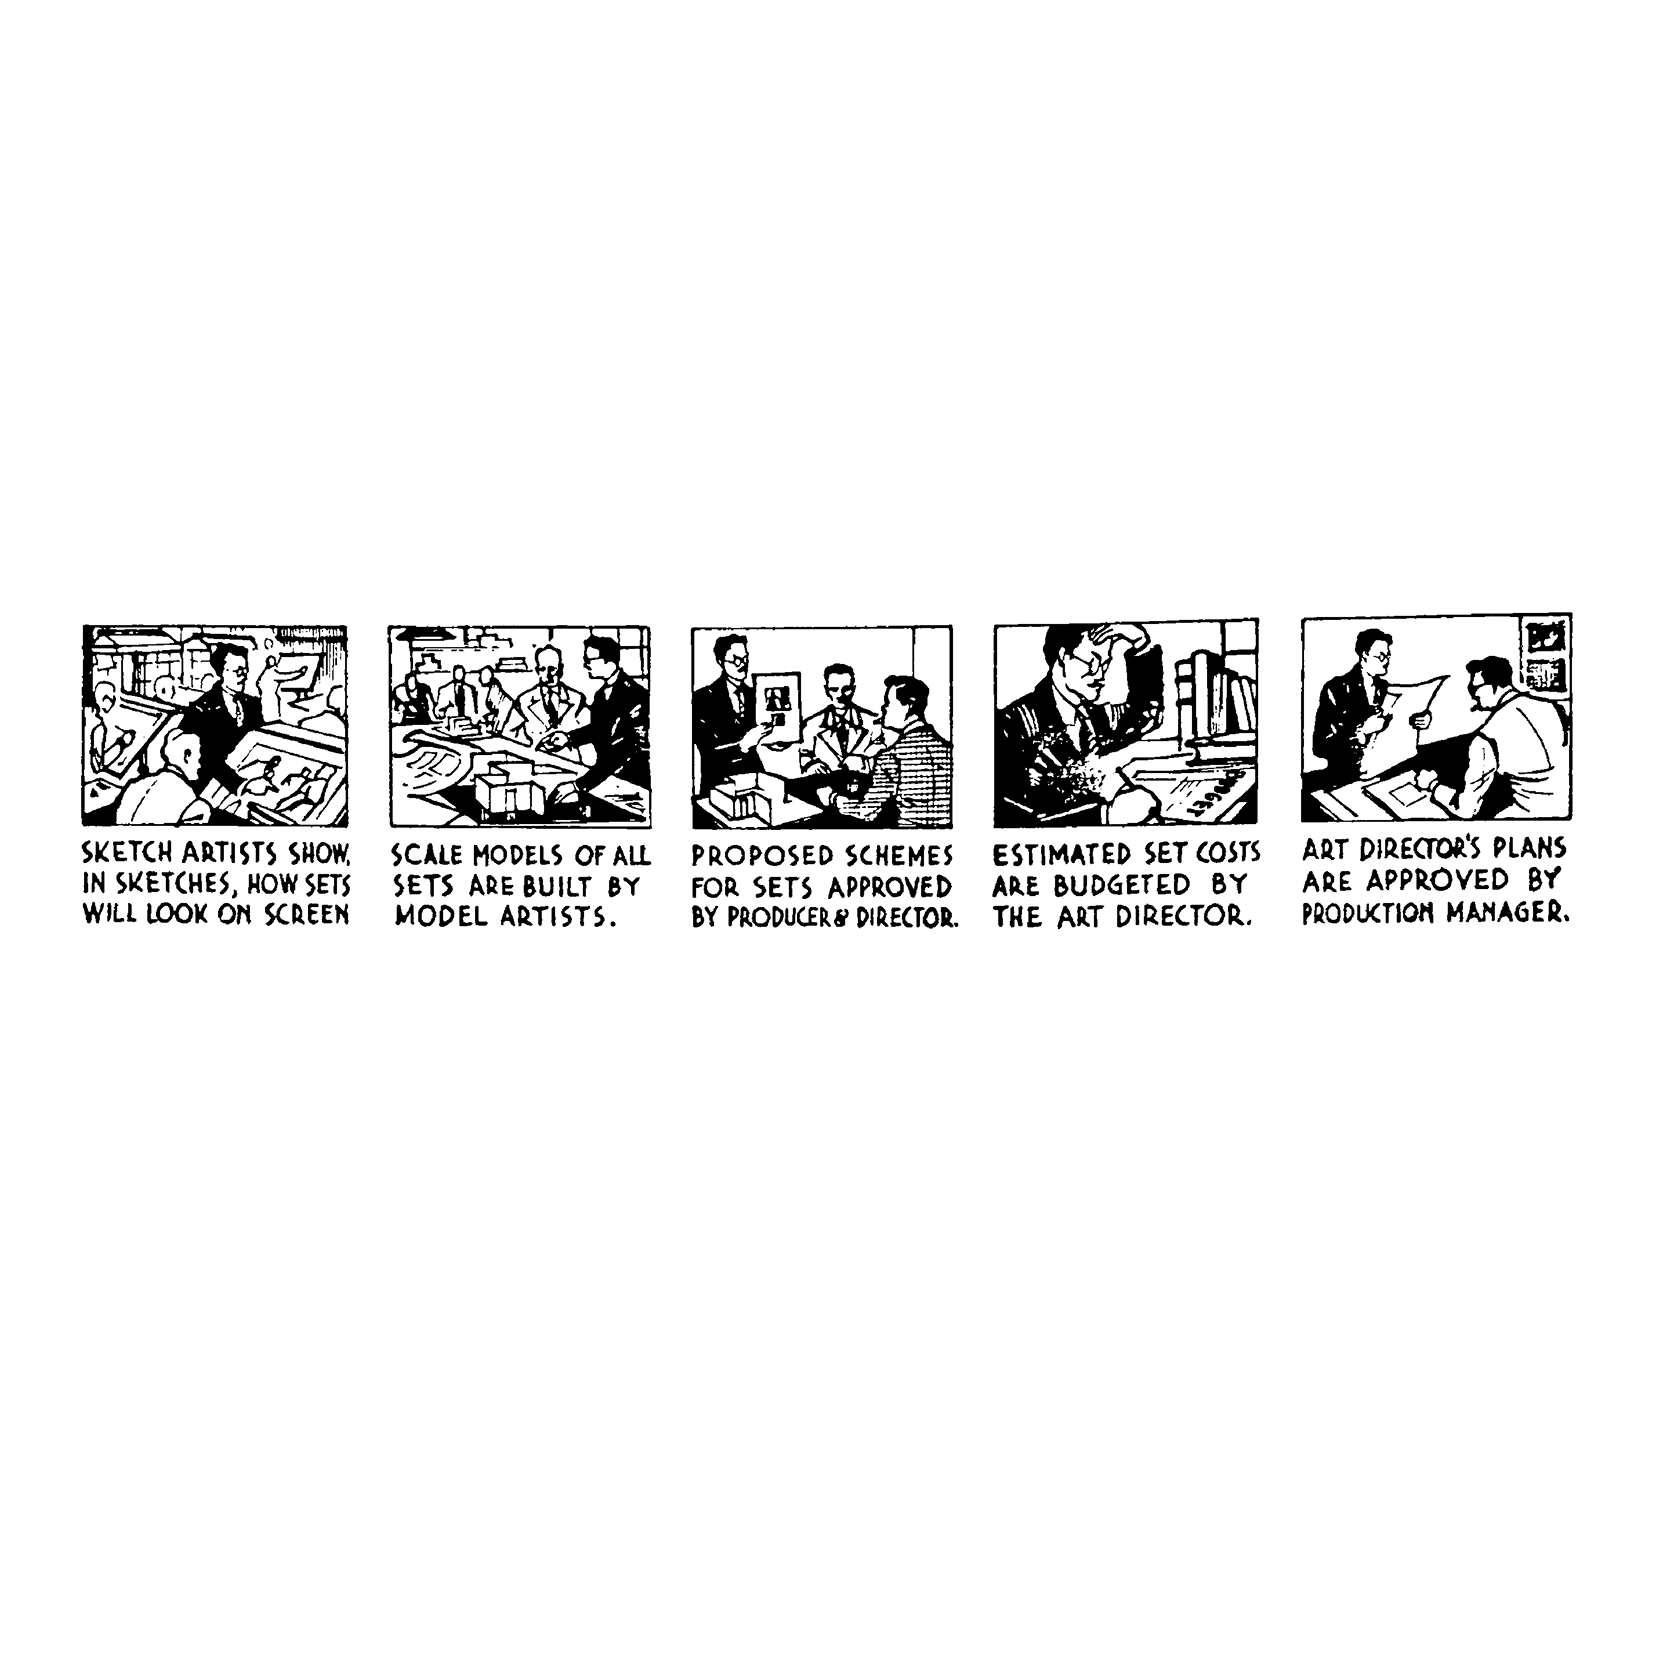 SKETCH ARTISTS SHOW,
IN SKETCHES, HOW SETS
WILL LOOK ON SCREEN
SCALE MODELS OF ALL
SETS ARE BUILT BY
MODEL ARTISTS.
PROPOSED SCHEMES
FOR SETS APPROVED
BY PRODUCER & DIRECTOR.
BUDGET
ESTIMATED SET COSTS
ARE BUDGETED BY
THE ART DIRECTOR.
ART DIRECTOR'S PLANS
ARE APPROVED BY
PRODUCTION MANAGER.